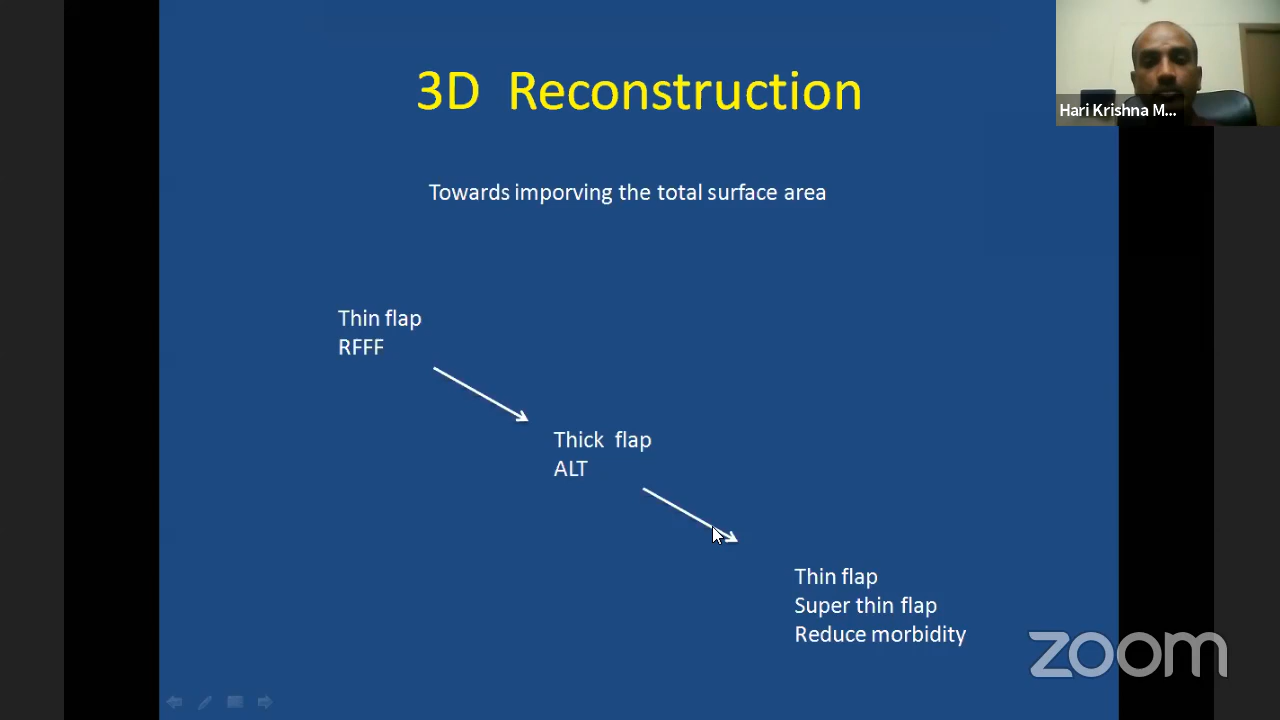 3D Reconstruction
Hari Krishna M...
Towards imporving the total surface area
Thin flap
RFFF
Thick flap
ALT
Thin flap
Super thin flap
Reduce morbidity
zoom